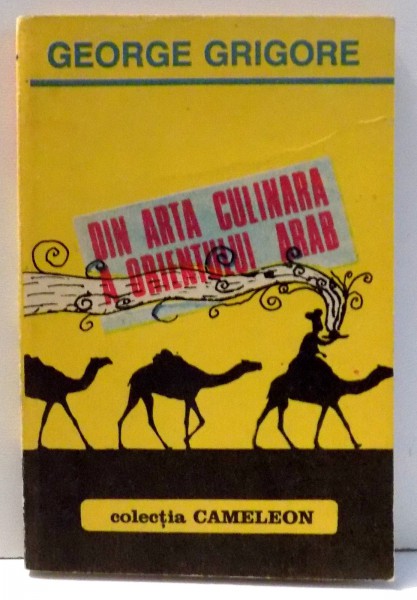 GEORGE GRIGORE
DIN ARTA CULINARA
A ORIENTULUI ARAB
colecția CAMELEON